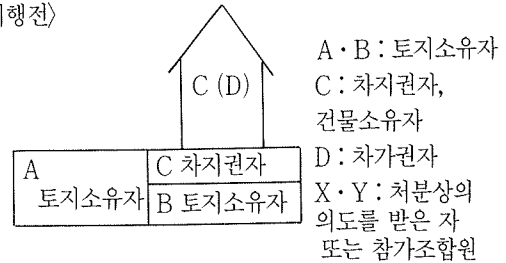 행전〉
C (D)
A
토지소유자
C 차지권자
B 토지소유자
A·B : 토지소유자
C : 차지권자,
건물소유자
D : 차가권자
X·Y : 처분상의
의도를 받은 자
또는 참가조합원